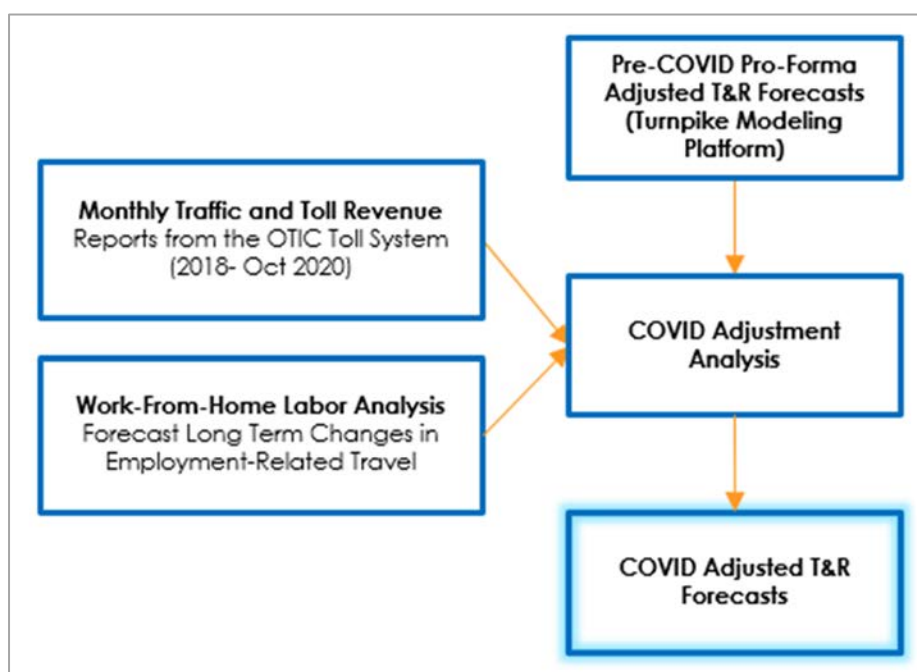 Pre-COVID Pro-Forma
Adjusted T&R Forecasts
(Turnpike Modeling
Platform)
Monthly Traffic and Toll Revenue
Reports from the OTIC Toll System
(2018- Oct 2020)
COVID Adjustment
Analysis
Work-From-Home Labor Analysis
Forecast Long Term Changes in
Employment-Related Travel
COVID Adjusted T&R
Forecasts